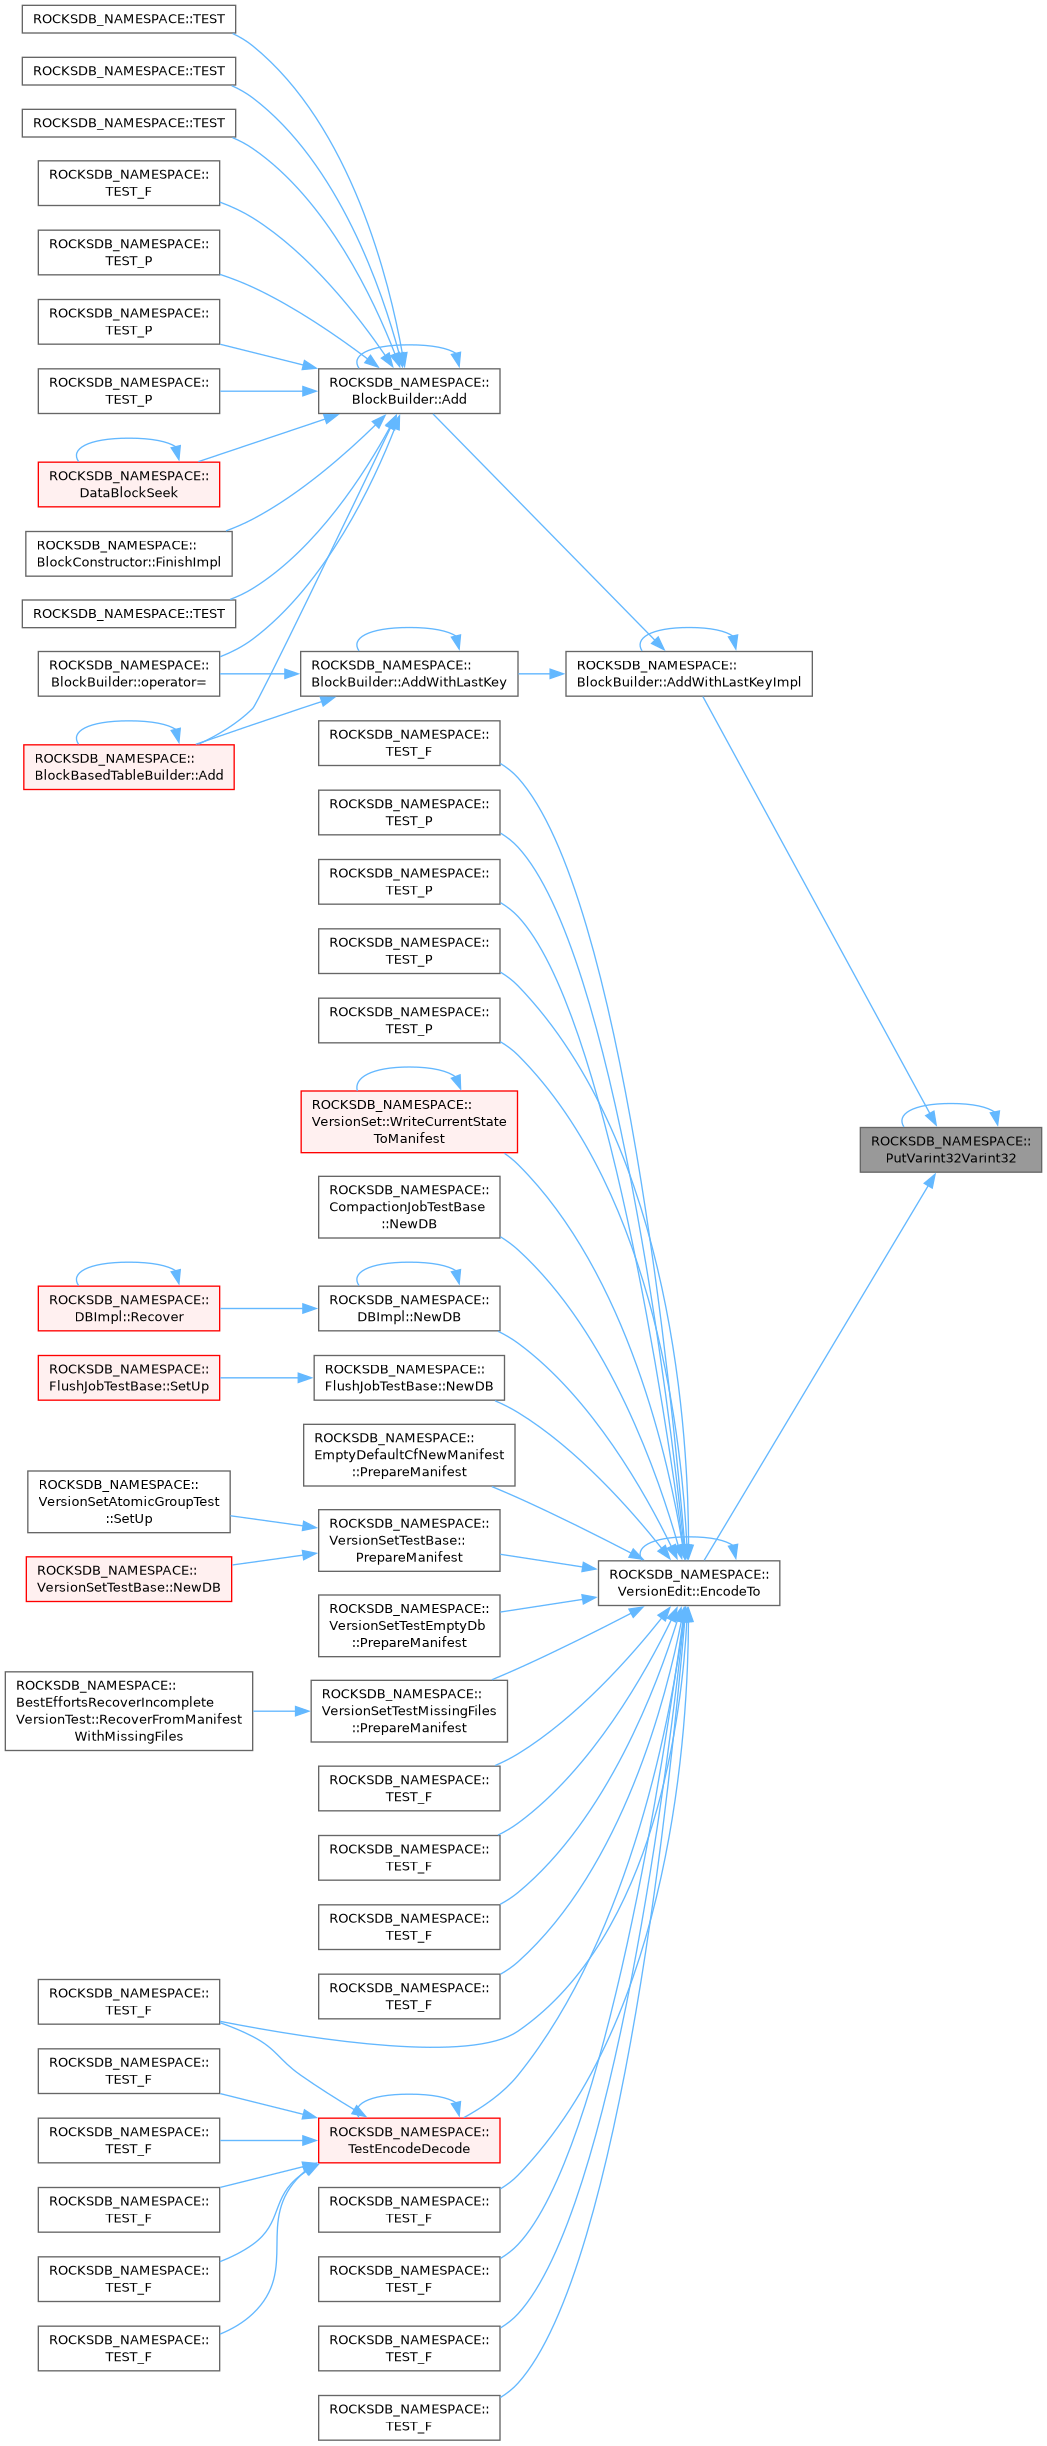 ROCKSDB_NAMESPACE::TEST
ROCKSDB_NAMESPACE::TEST
ROCKSDB_NAMESPACE::TEST
ROCKSDB_NAMESPACE::
TEST_F
ROCKSDB_NAMESPACE::
TEST_P
ROCKSDB_NAMESPACE::
TEST_P
ROCKSDB_NAMESPACE::
TEST_P
ROCKSDB_NAMESPACE::
BlockBuilder::Add
ROCKSDB_NAMESPACE::
DataBlockSeek
ROCKSDB_NAMESPACE::
BlockConstructor::FinishImpl
ROCKSDB_NAMESPACE::TEST
ROCKSDB_NAMESPACE::
BlockBuilder::operator=
ROCKSDB_NAMESPACE::
BlockBuilder::AddWithLastKey
ROCKSDB_NAMESPACE::
BlockBuilder::AddWithLastKeyImpl
ROCKSDB_NAMESPACE::
BlockBasedTableBuilder::Add
ROCKSDB_NAMESPACE::
TEST_F
ROCKSDB_NAMESPACE::
TEST_P
ROCKSDB_NAMESPACE::
TEST_P
ROCKSDB_NAMESPACE::
TEST_P
ROCKSDB_NAMESPACE::
TEST_P
ROCKSDB_NAMESPACE::
VersionSet::WriteCurrentState
ToManifest
ROCKSDB_NAMESPACE::
PutVarint32Varint32
ROCKSDB_NAMESPACE::
CompactionJobTestBase
::NewDB
ROCKSDB_NAMESPACE::
DBImpl::Recover
ROCKSDB_NAMESPACE::
DBImpl::NewDB
ROCKSDB_NAMESPACE::
FlushJobTestBase::SetUp
ROCKSDB_NAMESPACE::
FlushJobTestBase::NewDB
ROCKSDB_NAMESPACE::
EmptyDefaultCfNewManifest
::PrepareManifest
ROCKSDB_NAMESPACE::
VersionSetAtomicGroupTest
::SetUp
ROCKSDB_NAMESPACE::
VersionSetTestBase::
PrepareManifest
ROCKSDB_NAMESPACE::
VersionSetTestBase::NewDB
ROCKSDB_NAMESPACE::
VersionEdit::EncodeTo
ROCKSDB_NAMESPACE::
VersionSetTestEmptyDb
::PrepareManifest
ROCKSDB_NAMESPACE::
BestEffortsRecoverIncomplete
VersionTest::RecoverFromManifest
WithMissingFiles
ROCKSDB_NAMESPACE::
VersionSetTestMissingFiles
::PrepareManifest
ROCKSDB_NAMESPACE::
TEST_F
ROCKSDB_NAMESPACE::
TEST_F
ROCKSDB_NAMESPACE::
TEST_F
ROCKSDB_NAMESPACE::
TEST_F
ROCKSDB_NAMESPACE::
TEST_F
ROCKSDB_NAMESPACE::
TEST_F
ROCKSDB_NAMESPACE::
TEST_F
ROCKSDB_NAMESPACE::
TestEncodeDecode
ROCKSDB_NAMESPACE::
TEST_F
ROCKSDB_NAMESPACE::
TEST_F
ROCKSDB_NAMESPACE::
TEST_F
ROCKSDB_NAMESPACE::
TEST_F
ROCKSDB_NAMESPACE::
TEST_F
ROCKSDB_NAMESPACE::
TEST_F
ROCKSDB_NAMESPACE::
TEST_F